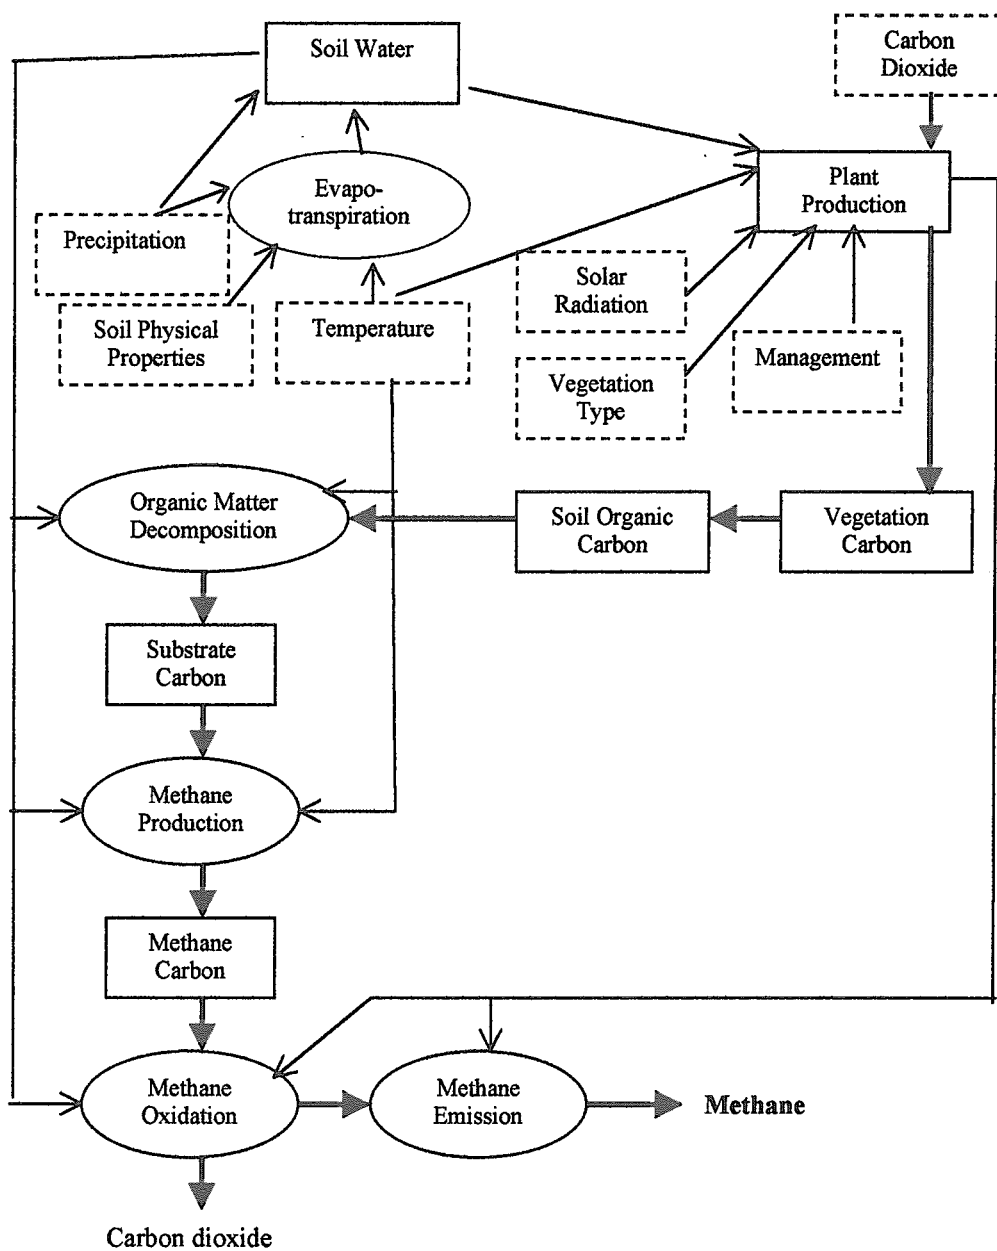 Soil Water
Carbon
Dioxide
Evapo-
transpiration
Plant
Production
Precipitation
Solar
Radiation
Soil Physical
Properties
Temperature
Vegetation
Type
Management
Organic Matter
Decomposition
Soil Organic
Carbon
Vegetation
Carbon
Substrate
Carbon
Methane
Production
Methane
Carbon
Methane
Oxidation
Methane
Emission
Methane
Carbon dioxide